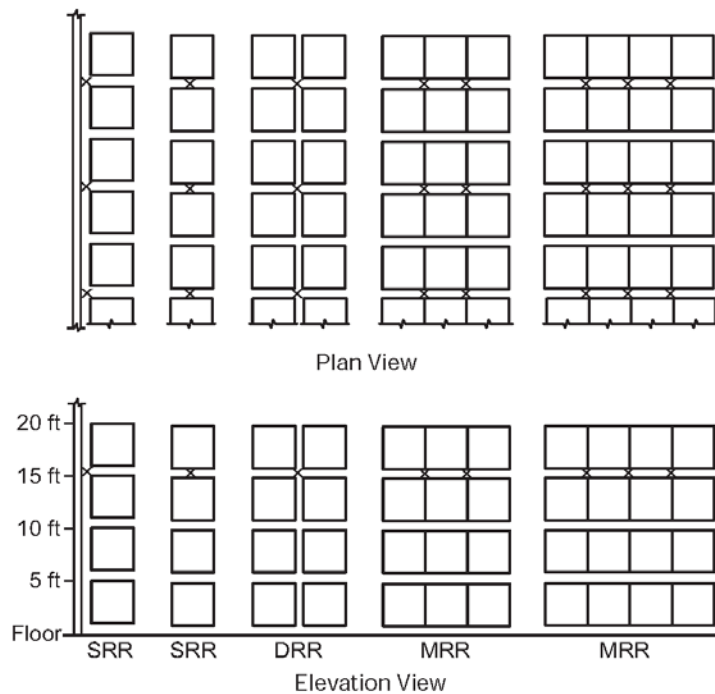 Plan View
20 ft
15 ft
10 ft
5 ft
Floor
SRR SRR DRR MRR MRR
Elevation View